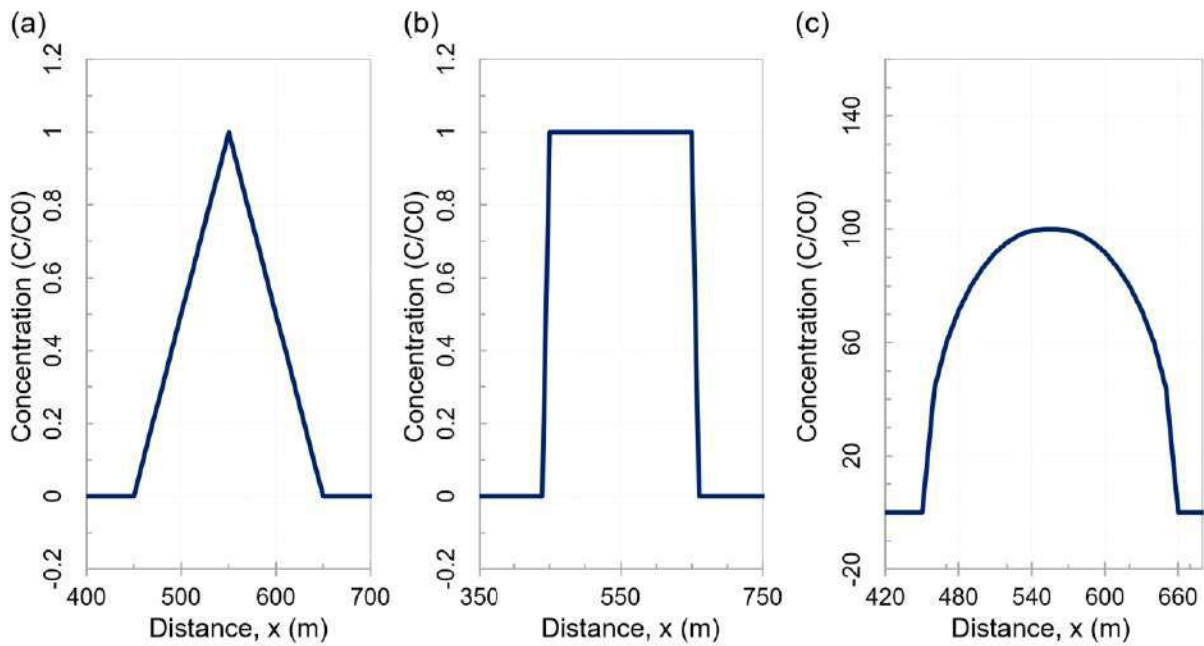 (a)
Concentration (C/C0)
1.2
1
0.8
0.6
0.4
0.2
0
-0.2
400 500 600 700
Distance, x (m)
(b)
Concentration (C/C0)
1.2
1
0.8
0.6
0.4
0.2
0
-0.2
350 550 750
Distance, x (m)
(c)
Concentration (C/C0)
140
100
60
20
-20
420 480 540 600 660
Distance, x (m)